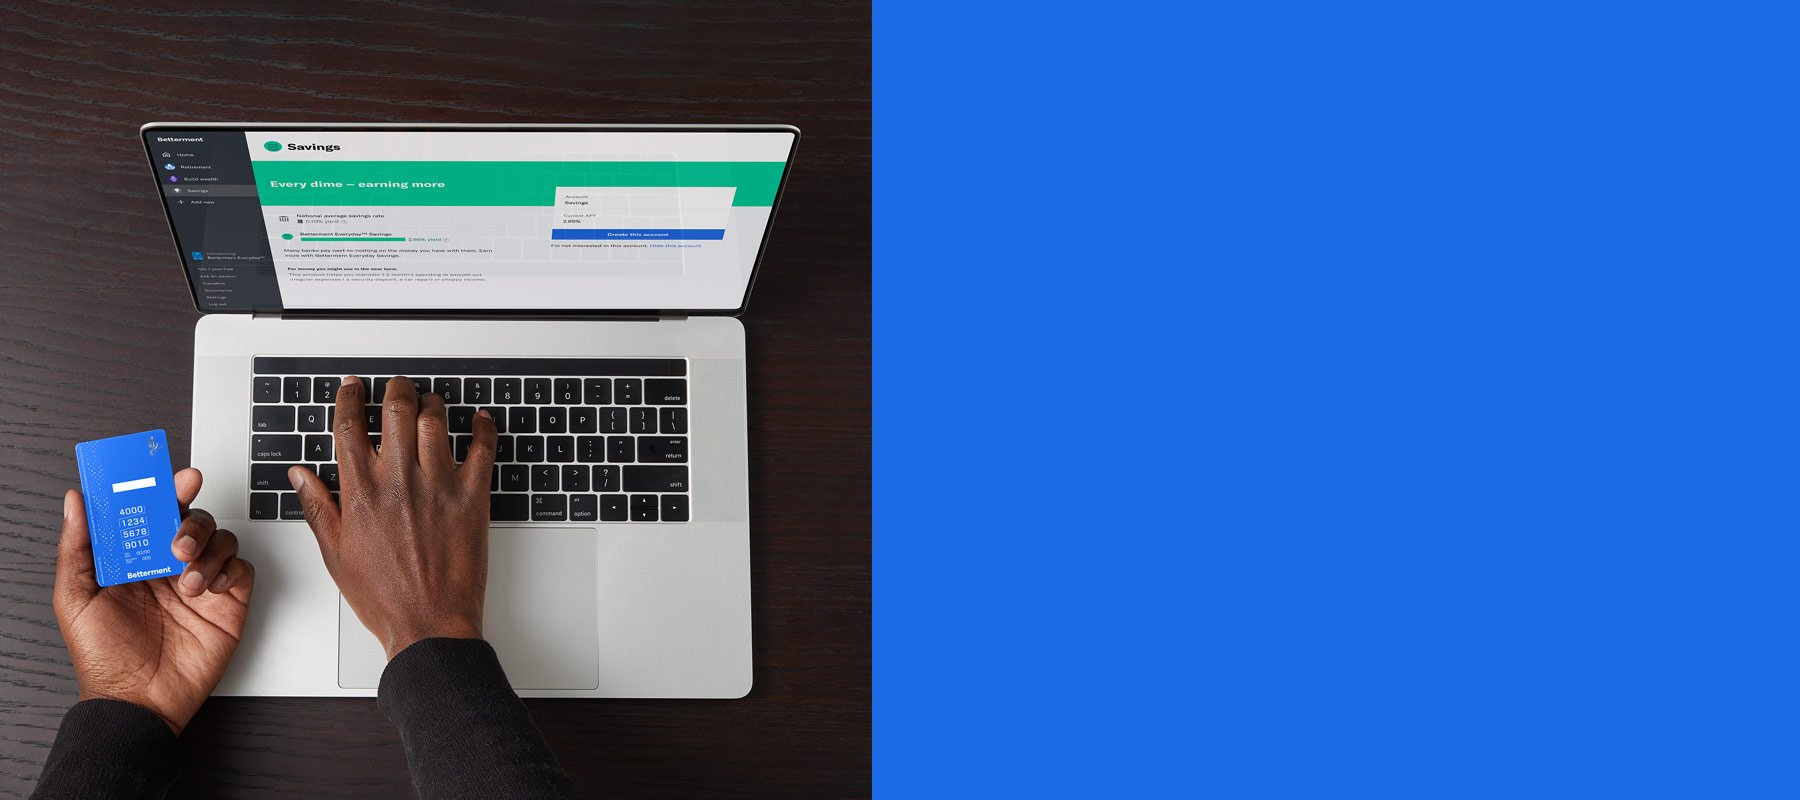 Betterment
Home
Retirement
Build wealth
Savings
Add new
Introducing
Betterment Everyday™
Get 1 year free
Ask an advisor
Transfers
Documents
Settings
Log out
Savings
Every dime – earning more
National average savings rate
0.10% yield
Betterment Everyday™ Savings
2.69% yield
Many banks pay next-to-nothing on the money you have with them. Earn
more with Betterment Everyday Savings.
For money you might use in the near term.
This account helps you maintain 1-2 month's spending to smooth out
irregular expenses ( a security deposit, a car repair) or choppy income.
Account
Savings
Current APY
2.69%
Create this account
I'm not interested in this account. Hide this account
~ ! @ ^ & * ( ) – +
` 1 2 6 7 8 9 0 - = delete
tab Q E Y I O P { [ } ] | \
caps lock A J K L : ; " ' enter return
shift Z M < , > . ? / shift
fn control ⌘ command alt option
4000
1234
5678
9010
00/00
000
Betterment